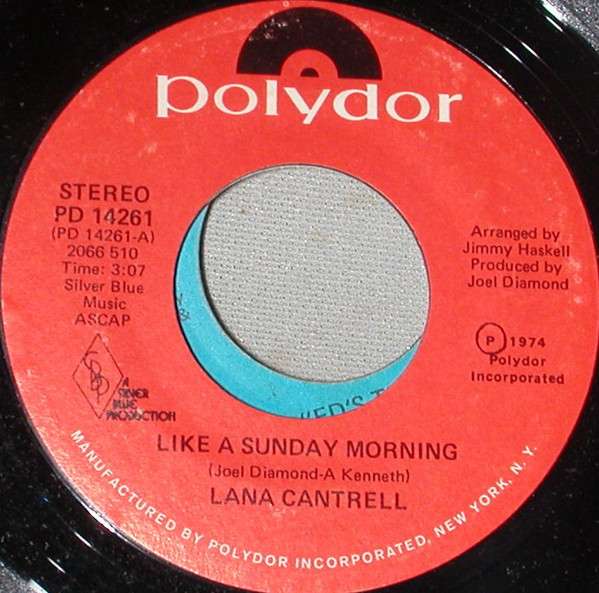 polydor
STEREO
PD 14261
(PD 14261-A)
2066 510
Time: 3:07
Silver Blue
Music
ASCAP
Arranged by
Jimmy Haskell
Produced by
Joel Diamond
P 1974
Polydor
Incorporated
A
SILVER
BLUE
PRODUCTION
"ED'S
LIKE A SUNDAY MORNING
(Joel Diamond-A Kenneth)
LANA CANTRELL
MANUFACTURED BY POLYDOR INCORPORATED, NEW YORK, N. Y.